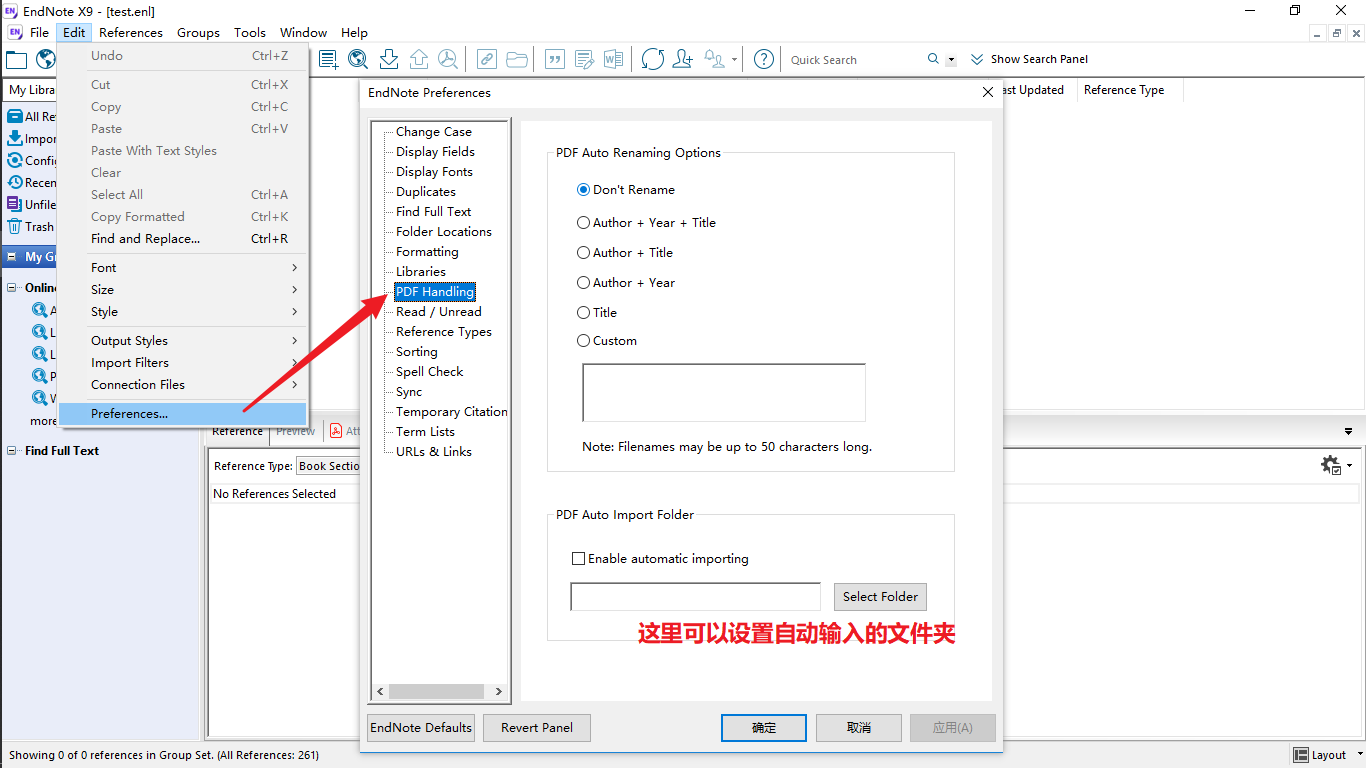 EndNote X9 - [test.enl]
File Edit References Groups Tools Window Help
Quick Search
Show Search Panel
My Libra
All Re
Impor
Config
Recen
Unfile
Trash
My Gr
Online
A
L
L
P
W
more
Find Full Text
Undo Ctrl+Z
Cut Ctrl+X
Copy Ctrl+C
Paste Ctrl+V
Paste With Text Styles
Clear
Select All Ctrl+A
Copy Formatted Ctrl+K
Find and Replace... Ctrl+R
Font
Size
Style
Output Styles
Import Filters
Connection Files
Preferences...
ast Updated
Reference Type
Reference
Preview
Att
Reference Type: Book Sectio
No References Selected
EndNote Preferences
Change Case
Display Fields
Display Fonts
Duplicates
Find Full Text
Folder Locations
Formatting
Libraries
PDF Handling
Read / Unread
Reference Types
Sorting
Spell Check
Sync
Temporary Citation
Term Lists
URLs & Links
PDF Auto Renaming Options
Don't Rename
Author + Year + Title
Author + Title
Author + Year
Title
Custom
Note: Filenames may be up to 50 characters long.
PDF Auto Import Folder
Enable automatic importing
Select Folder
这里可以设置自动输入的文件夹
EndNote Defaults
Revert Panel
确定
取消
应用(A)
Showing 0 of 0 references in Group Set. (All References: 261)
Layout